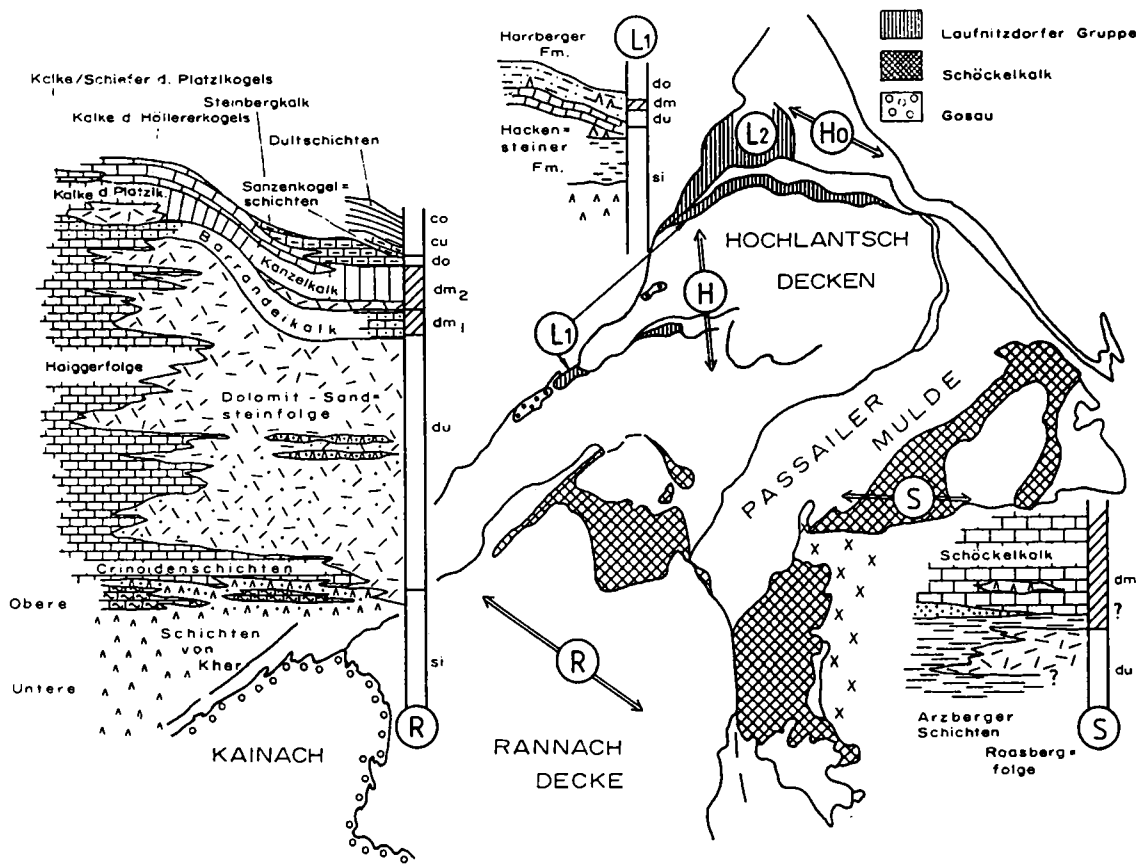 Kalke/Schiefer d. Platzlkogels
Steinbergkalk
Kalke d Höllererkogels
Dultschichten
Sanzenkogel=
schichten
Kalke d Platzlk.
Barrandeikalk
Kanzelkalk
Haiggerfolge
Dolomit - Sand=
steinfolge
Crinoidenschichten
Obere
Schichten
von
Kher
Untere
co
cu
do
dm2
dm1
du
si
R
Harrberger
Fm.
Hacken=
steiner
Fm.
L1
do
dm
du
si
Laufnitzdorfer Gruppe
Schöckelkalk
Gosau
L2
Ho
HOCHLANTSCH
DECKEN
H
L1
PASSAILER
MULDE
S
R
KAINACH
RANNACH
DECKE
x
x
x
x
x
x
x
x
x
x
x
Schöckelkalk
Arzberger
Schichten
Raasberg=
folge
dm
?
du
?
S